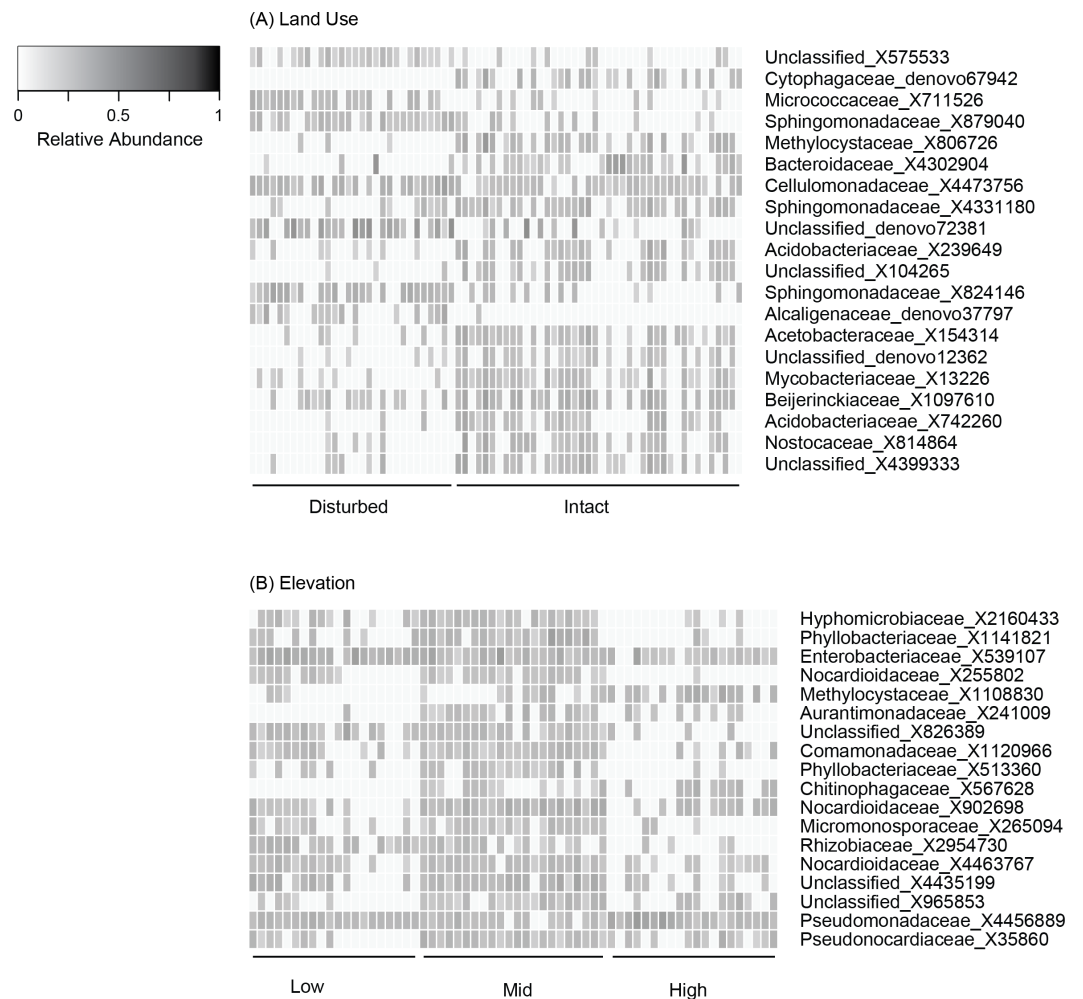 (A) Land Use
0 0.5 1
Relative Abundance
Unclassified_X575533
Cytophagaceae_denovo67942
Micrococcaceae_X711526
Sphingomonadaceae_X879040
Methylocystaceae_X806726
Bacteroidaceae_X4302904
Cellulomonadaceae_X4473756
Sphingomonadaceae_X4331180
Unclassified_denovo72381
Acidobacteriaceae_X239649
Unclassified_X104265
Sphingomonadaceae_X824146
Alcaligenaceae_denovo37797
Acetobacteraceae_X154314
Unclassified_denovo12362
Mycobacteriaceae_X13226
Beijerinckiaceae_X1097610
Acidobacteriaceae_X742260
Nostocaceae_X814864
Unclassified_X4399333
Disturbed Intact
(B) Elevation
Hyphomicrobiaceae_X2160433
Phyllobacteriaceae_X1141821
Enterobacteriaceae_X539107
Nocardioidaceae_X255802
Methylocystaceae_X1108830
Aurantimonadaceae_X241009
Unclassified_X826389
Comamonadaceae_X1120966
Phyllobacteriaceae_X513360
Chitinophagaceae_X567628
Nocardioidaceae_X902698
Micromonosporaceae_X265094
Rhizobiaceae_X2954730
Nocardioidaceae_X4463767
Unclassified_X4435199
Unclassified_X965853
Pseudomonadaceae_X4456889
Pseudonocardiaceae_X35860
Low Mid High